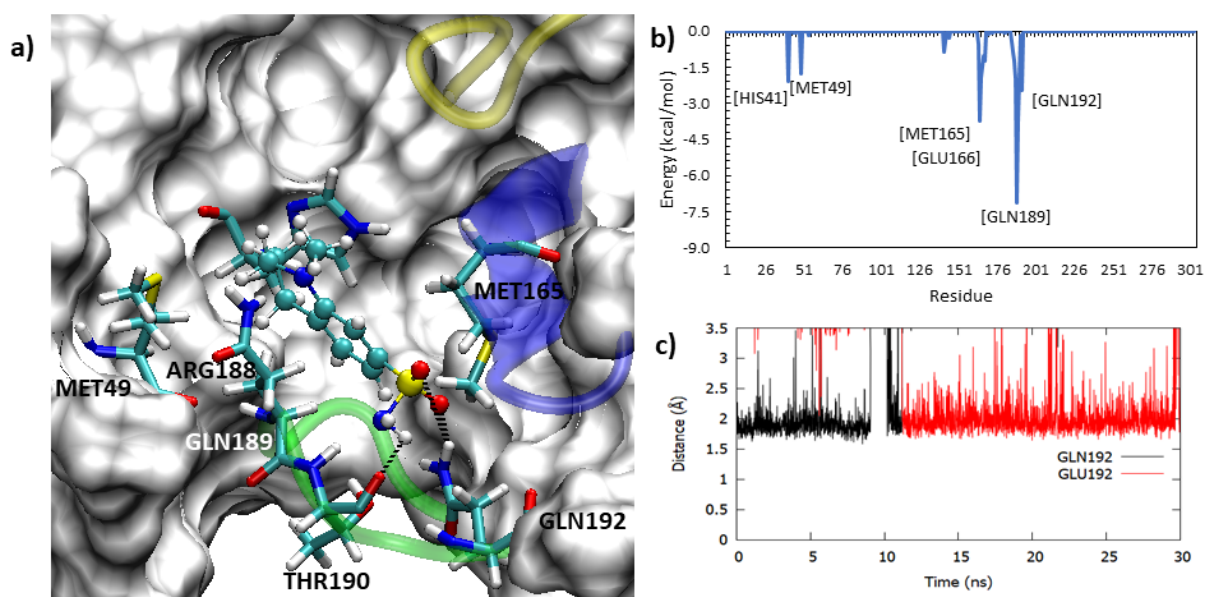 a)
MET165
ARG188
MET49
GLN189
GLN192
THR190
b)
0.0
-1.5
-3.0
-4.5
-6.0
-7.5
-9.0
Energy (kcal/mol)
[HIS41]
[MET49]
[GLN192]
[MET165]
[GLU166]
[GLN189]
1 26 51 76 101 126 151 176 201 226 251 276 301
Residue
c)
3.5
3
2.5
2
1.5
1
0.5
0
Distance (Å)
GLN192
GLU192
0 5 10 15 20 25 30
Time (ns)